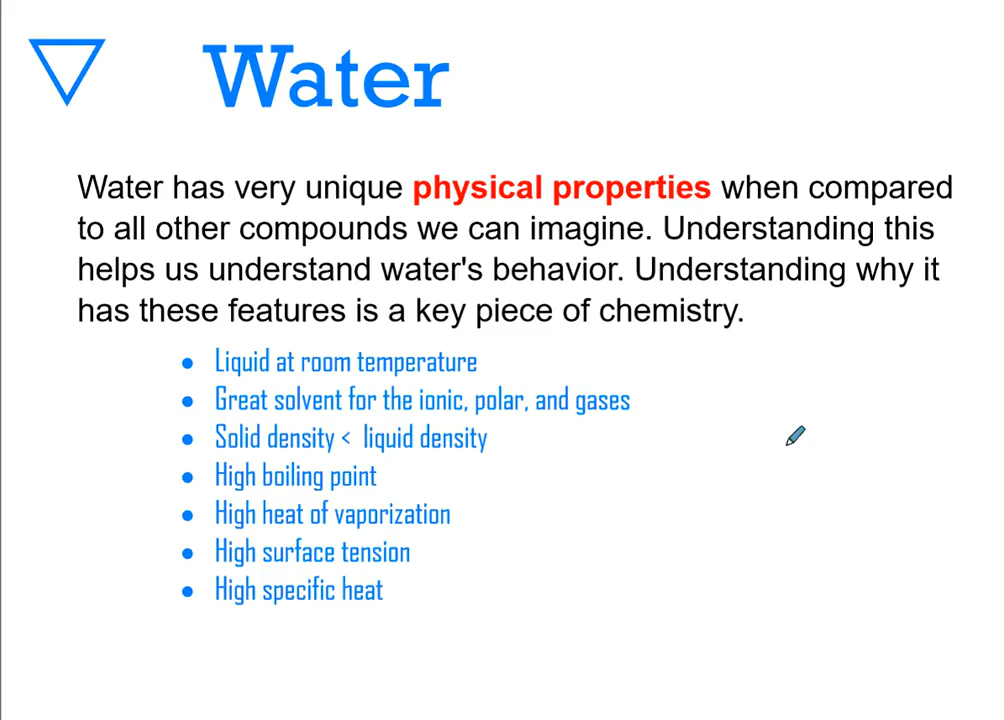 Water
Water has very unique physical properties when compared
to all other compounds we can imagine. Understanding this
helps us understand water's behavior. Understanding why it
has these features is a key piece of chemistry.
• Liquid at room temperature
• Great solvent for the ionic, polar, and gases
• Solid density < liquid density
• High boiling point
• High heat of vaporization
• High surface tension
• High specific heat